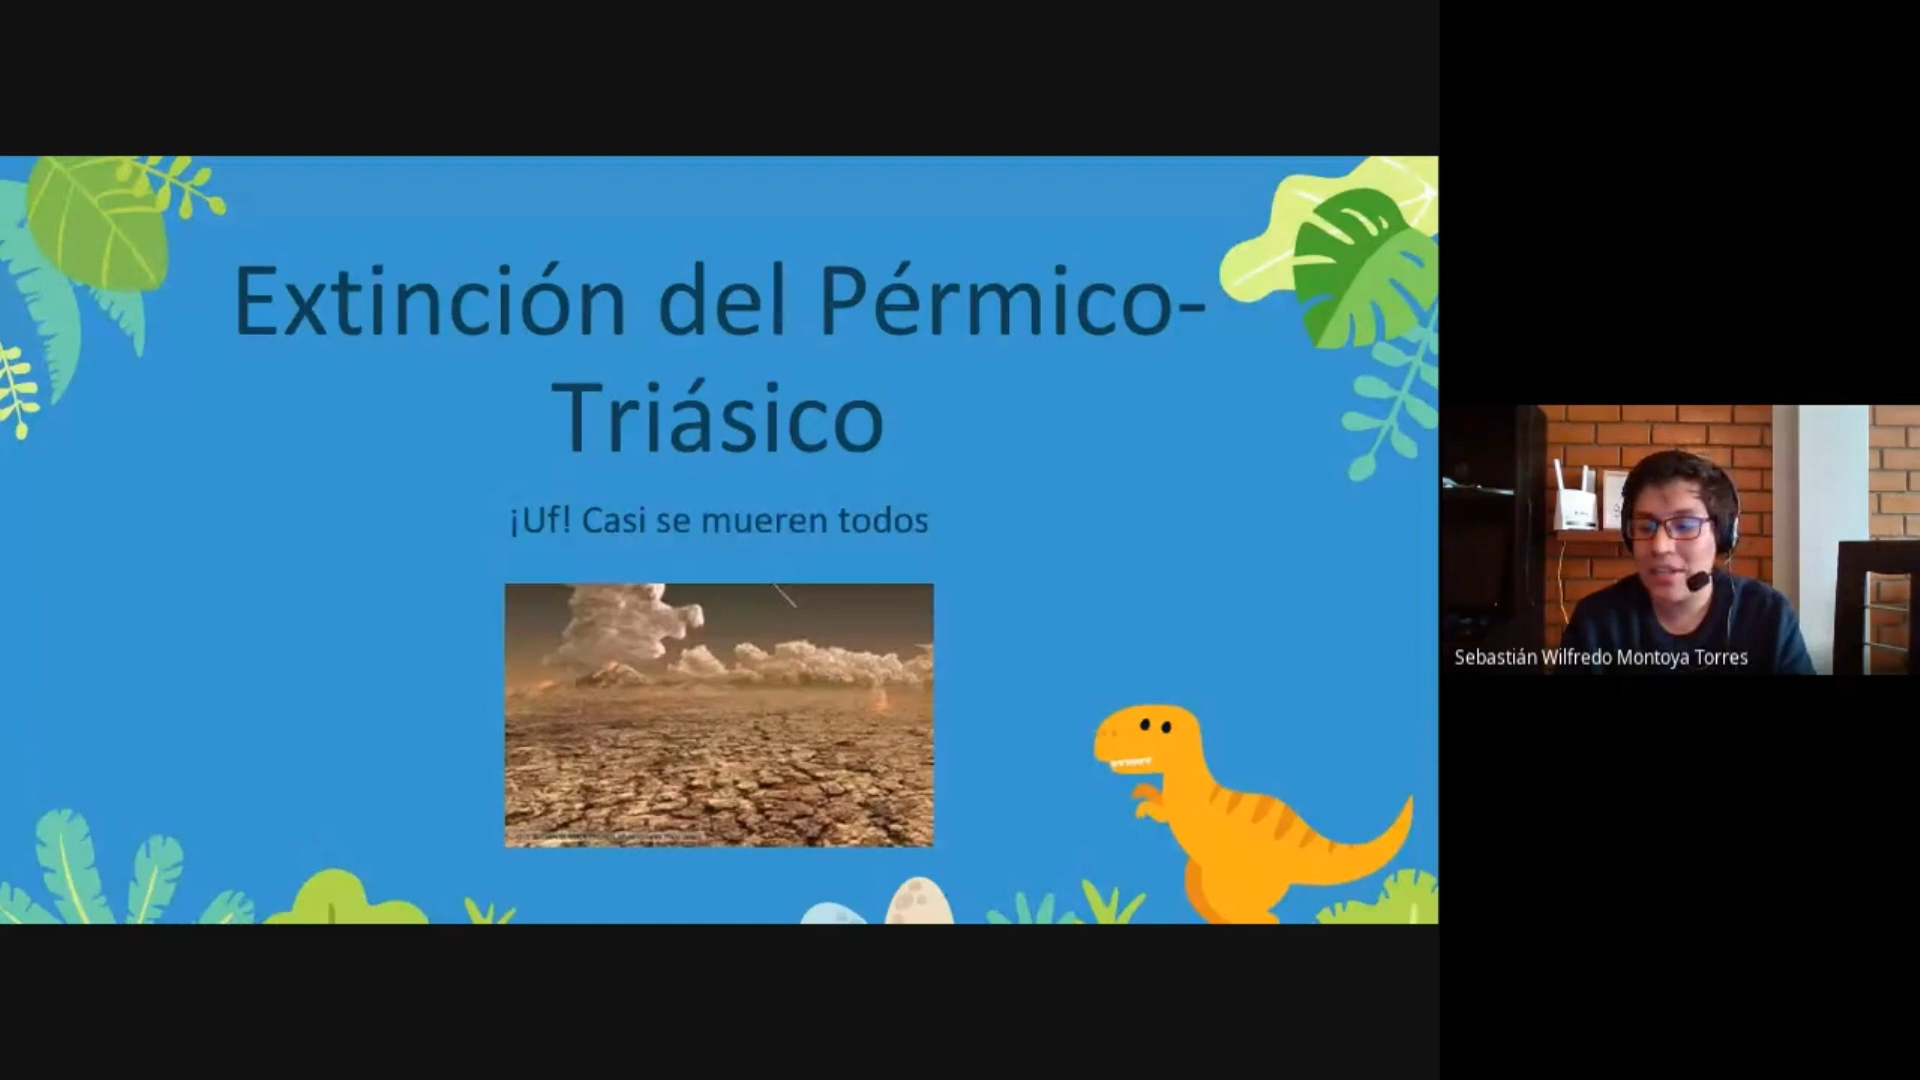 Extinción del Pérmico-
Triásico
¡Uf! Casi se mueren todos
Sebastián Wilfredo Montoya Torres